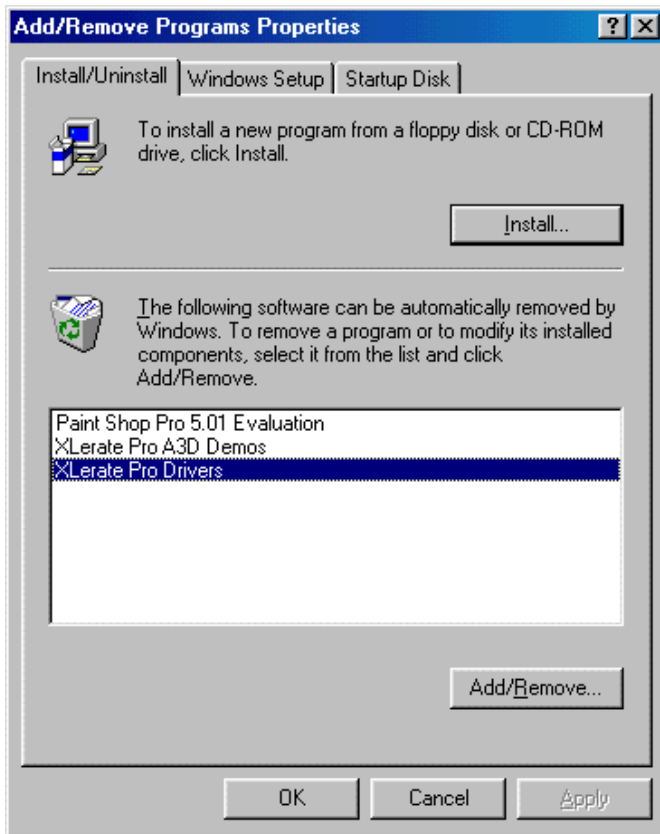 Add/Remove Programs Properties
Install/Uninstall Windows Setup Startup Disk
To install a new program from a floppy disk or CD-ROM
drive, click Install.
Install...
The following software can be automatically removed by
Windows. To remove a program or to modify its installed
components, select it from the list and click
Add/Remove.
Paint Shop Pro 5.01 Evaluation
XLerate Pro A3D Demos
XLerate Pro Drivers
Add/Remove...
OK Cancel Apply